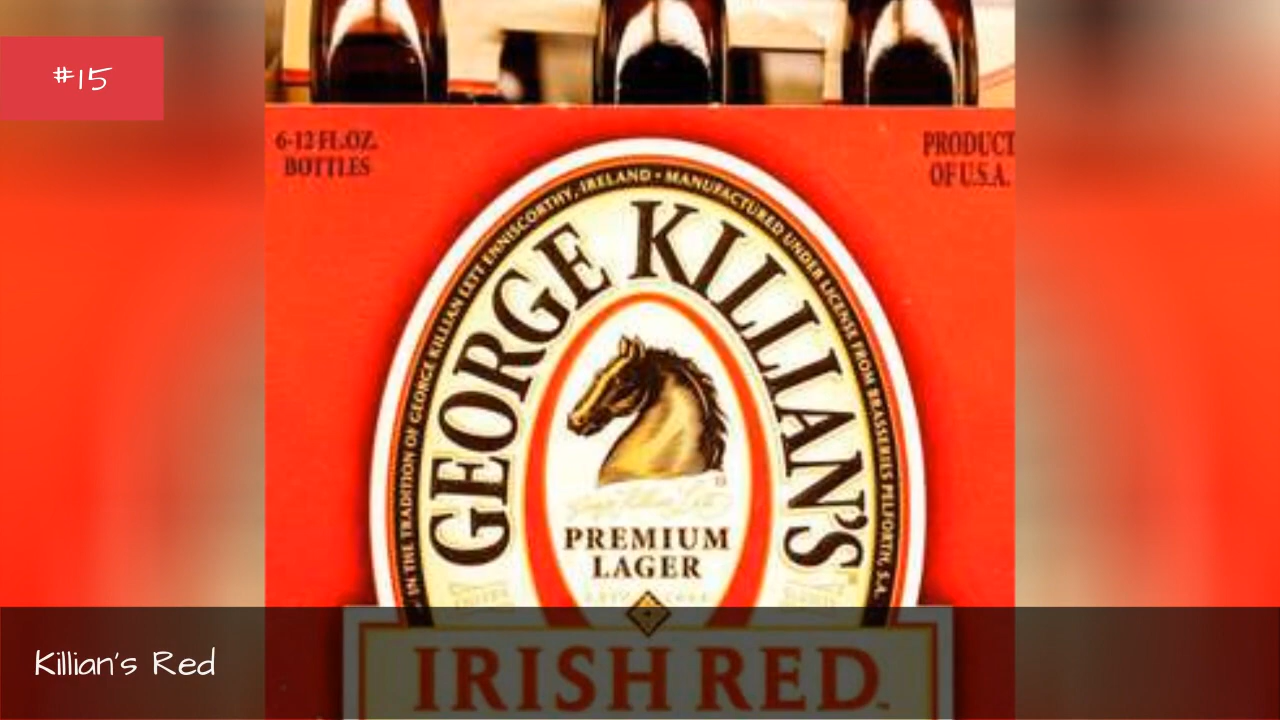 #15
6-12 FL.OZ.
BOTTLES
PRODUCT
OF U.S.A.
IN THE TRADITION OF GEORGE KILLIAN LETT ENNISCORTHY, IRELAND • MANUFACTURED UNDER LICENSE FROM BRASSERIES PELFORTH, S.A.
GEORGE KILLIAN'S
PREMIUM
LAGER
IRISH RED
Killian's Red